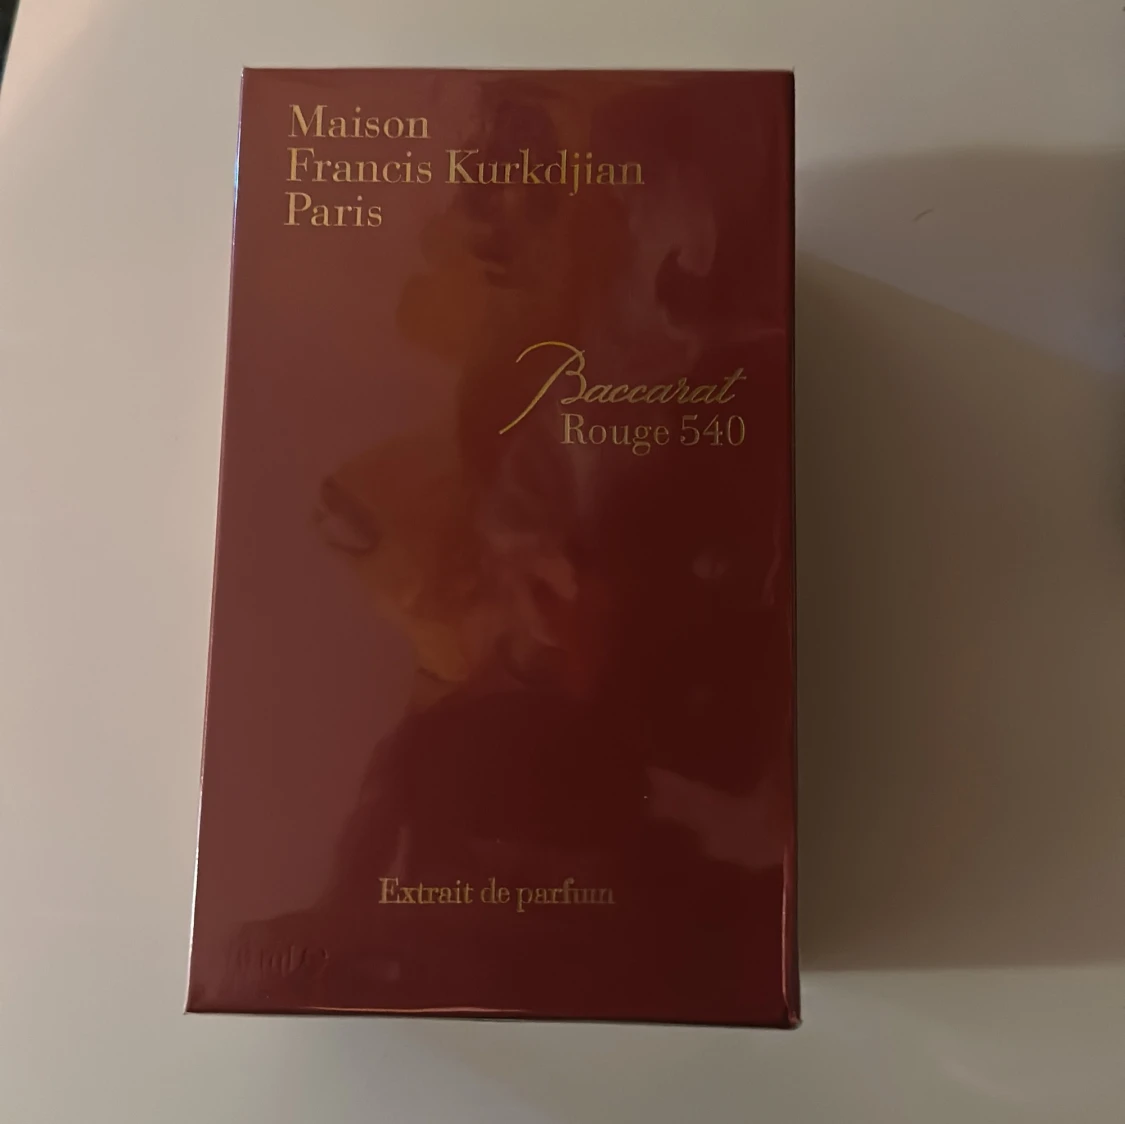 Maison
Francis Kurkdjian
Paris
Baccarat
Rouge 540
Extrait de parfum